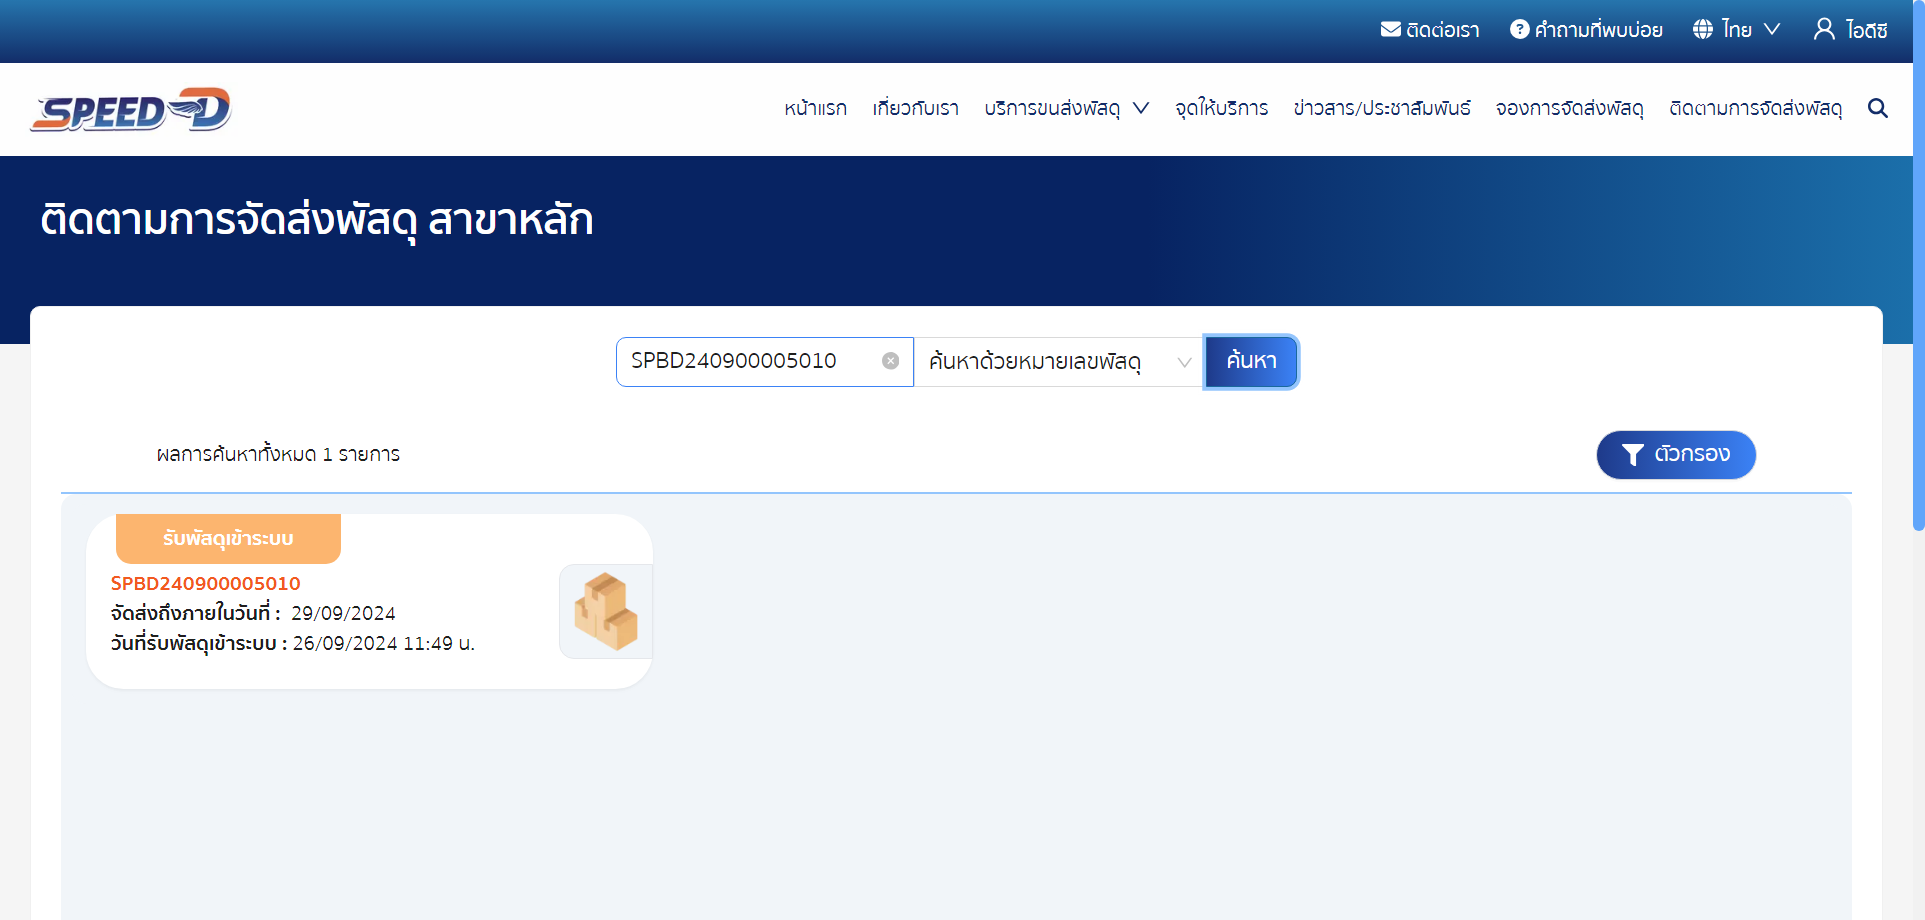 ติดต่อเรา คำถามที่พบบ่อย ไทย ไอดีซี
SPEED-D
หน้าแรก เกี่ยวกับเรา บริการขนส่งพัสดุ จุดให้บริการ ข่าวสาร/ประชาสัมพันธ์ จองการจัดส่งพัสดุ ติดตามการจัดส่งพัสดุ
ติดตามการจัดส่งพัสดุ สาขาหลัก
SPBD240900005010 ค้นหาด้วยหมายเลขพัสดุ ค้นหา
ผลการค้นหาทั้งหมด 1 รายการ ตัวกรอง
รับพัสดุเข้าระบบ
SPBD240900005010
จัดส่งถึงภายในวันที่ : 29/09/2024
วันที่รับพัสดุเข้าระบบ : 26/09/2024 11:49 น.